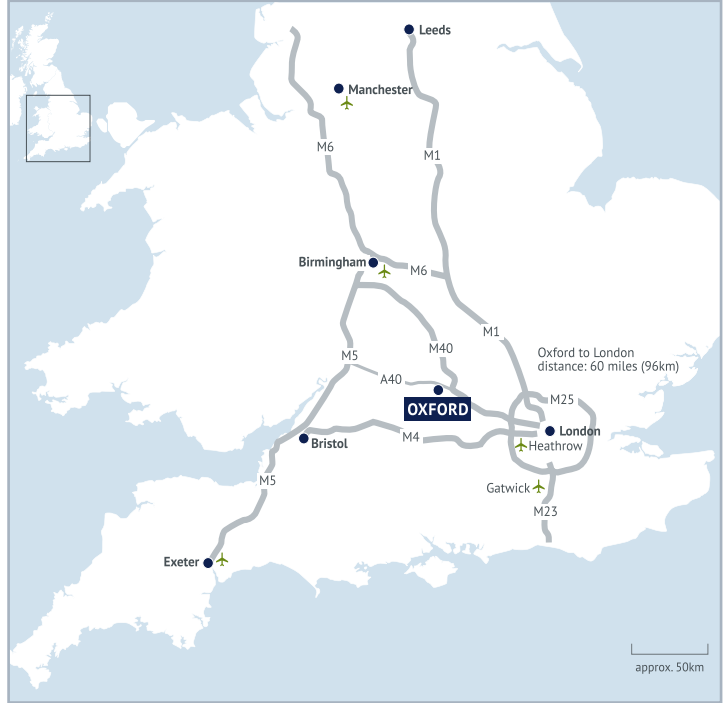 Leeds
Manchester
M6
M1
Birmingham
M6
M1
M5
M40
Oxford to London
distance: 60 miles (96km)
A40
OXFORD
M25
London
Bristol
M4
Heathrow
M5
Gatwick
M23
Exeter
approx. 50km